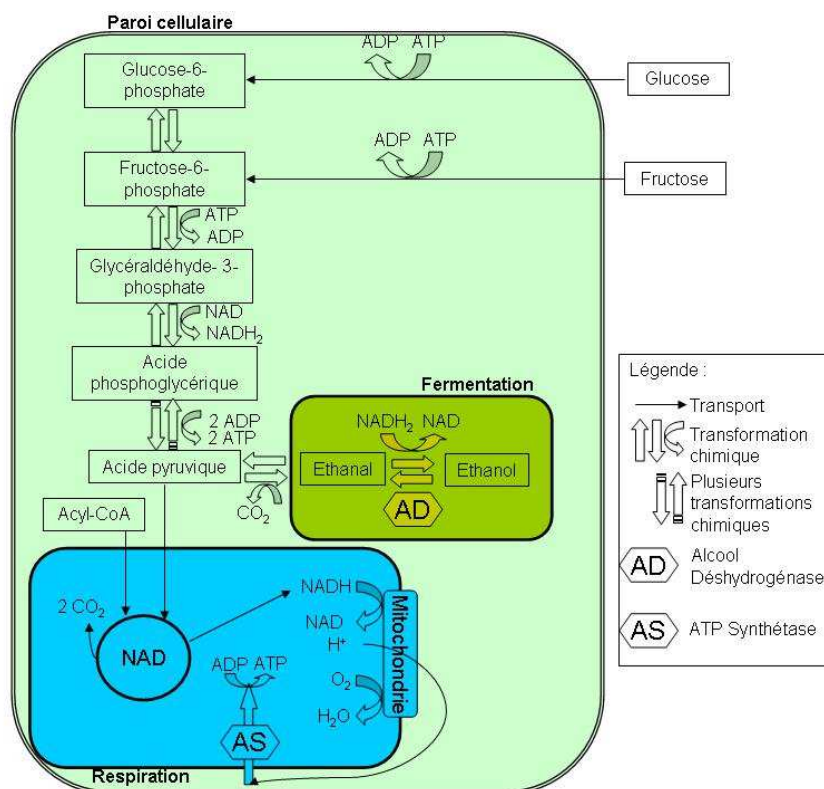 Paroi cellulaire
ADP ATP
Glucose-6-
phosphate
Glucose
ADP ATP
Fructose-6-
phosphate
Fructose
ATP
ADP
Glycéraldéhyde- 3-
phosphate
NAD
NADH₂
Acide
phosphoglycérique
2 ADP
2 ATP
Acide pyruvique
CO₂
Fermentation
NADH₂ NAD
Ethanal
Ethanol
AD
Acyl-CoA
2 CO₂
NAD
NADH
NAD
H⁺
O₂
H₂O
Mitochondrie
ADP ATP
AS
Respiration
Légende :
Transport
Transformation
chimique
Plusieurs
transformations
chimiques
AD
Alcool
Déshydrogénase
AS
ATP Synthétase